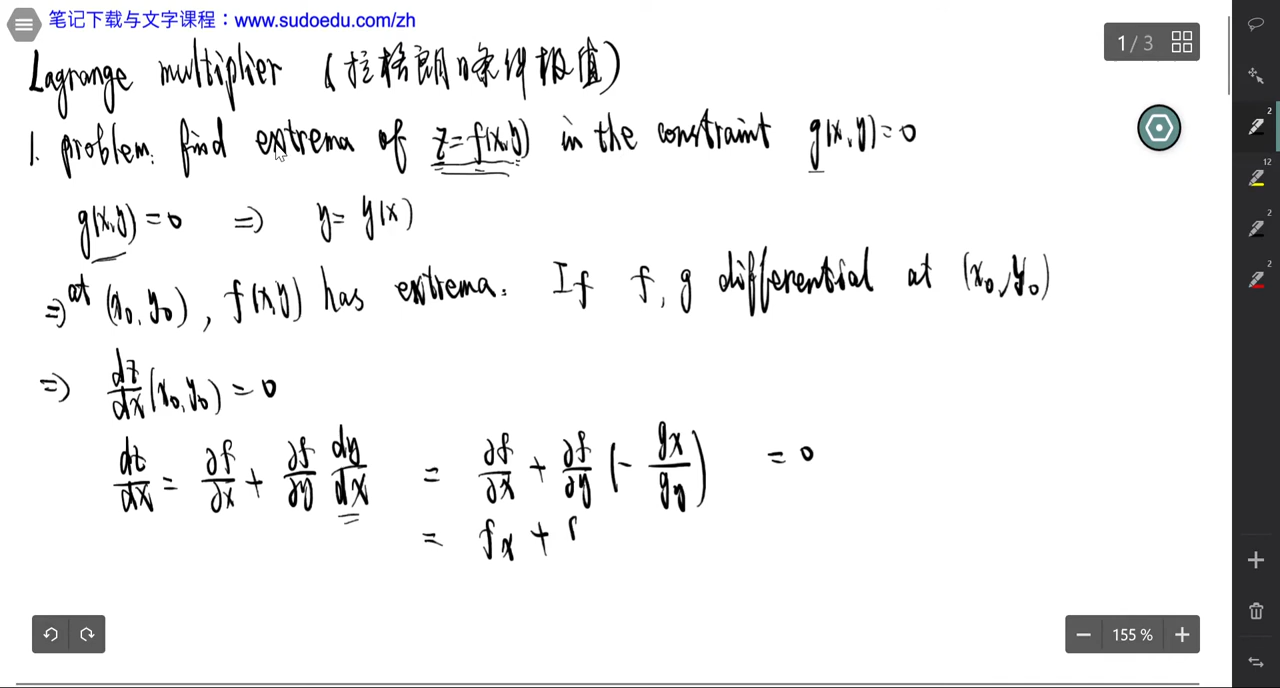 笔记下载与文字课程：www.sudoedu.com/zh
1 / 3
Lagrange multiplier (拉格朗日条件极值)
1. problem: find extrema of z=f(x,y) in the constraint g(x,y)=0
g(x,y)=0 ⇒ y= y(x)
⇒ at (x₀,y₀), f(x,y) has extrema. If f, g differential at (x₀,y₀)
⇒ dz/dx (x₀,y₀) = 0
dz/dx = ∂f/∂x + ∂f/∂y dy/dx = ∂f/∂x + ∂f/∂y (- gx/gy) = 0
= fx + f
155 %